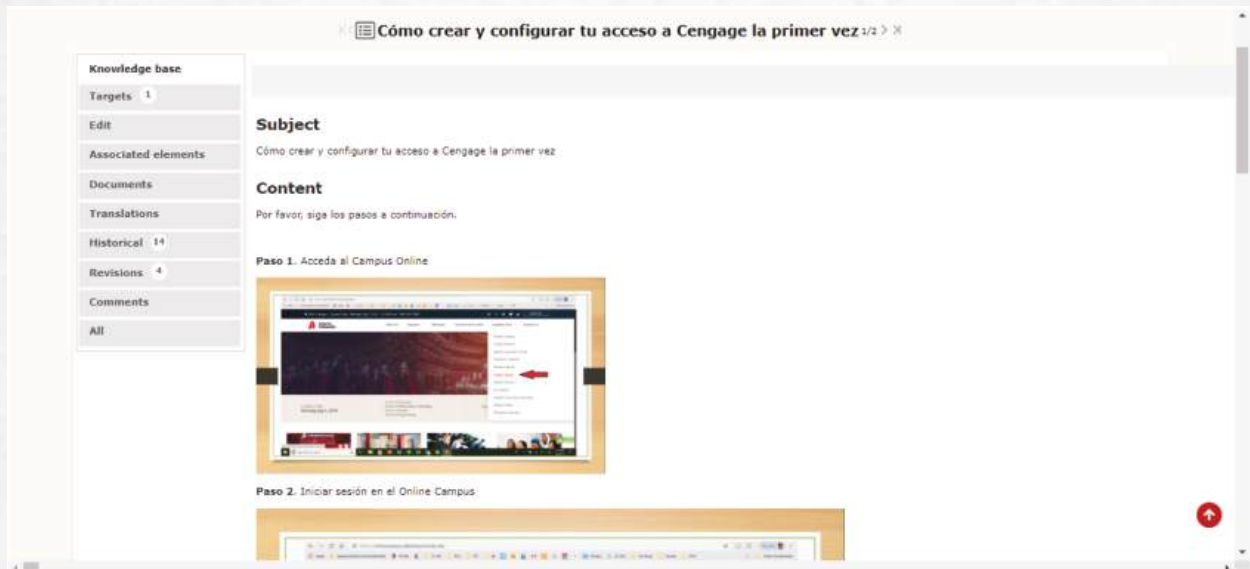 Cómo crear y configurar tu acceso a Cengage la primer vez 1/2
Knowledge base
Targets 1
Edit
Associated elements
Documents
Translations
Historical 14
Revisions 4
Comments
All
Subject
Cómo crear y configurar tu acceso a Cengage la primer vez
Content
Por favor, siga los pasos a continuación.
Paso 1. Acceda al Campus Online
Paso 2. Iniciar sesión en el Online Campus